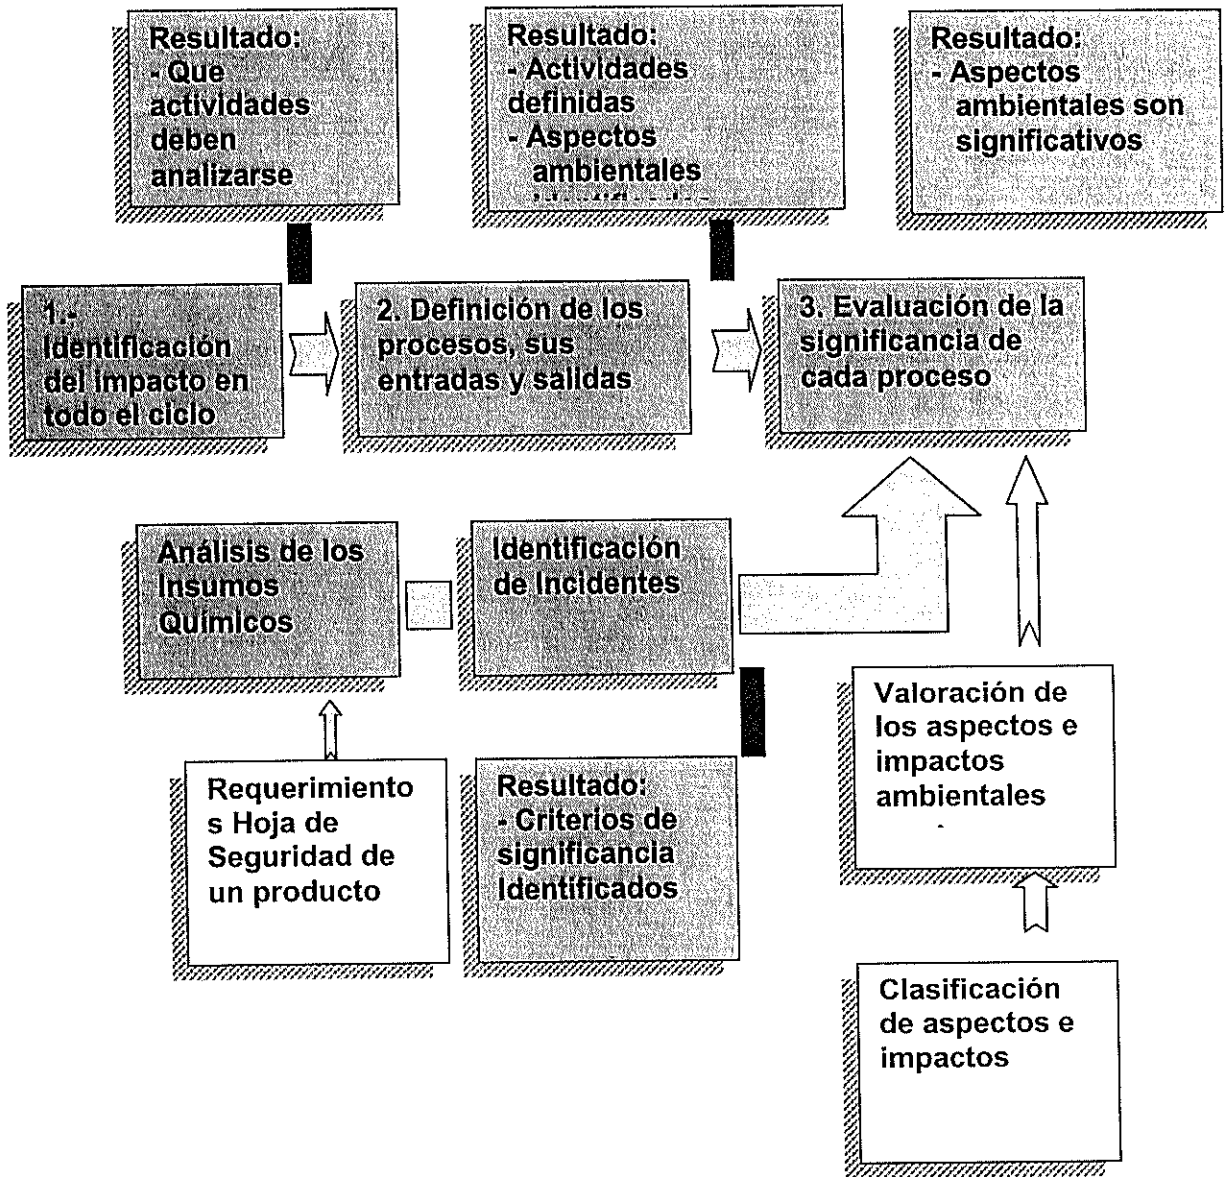 Resultado:
- Que
actividades
deben
analizarse
Resultado:
- Actividades
definidas
- Aspectos
ambientales
Resultado:
- Aspectos
ambientales son
significativos
1.-
Identificación
del impacto en
todo el ciclo
2. Definición de los
procesos, sus
entradas y salidas
3. Evaluación de la
significancia de
cada proceso
Análisis de los
Insumos
Químicos
Identificación
de Incidentes
Requerimiento
s Hoja de
Seguridad de
un producto
Resultado:
- Criterios de
significancia
Identificados
Valoración de
los aspectos e
impactos
ambientales
Clasificación
de aspectos e
impactos